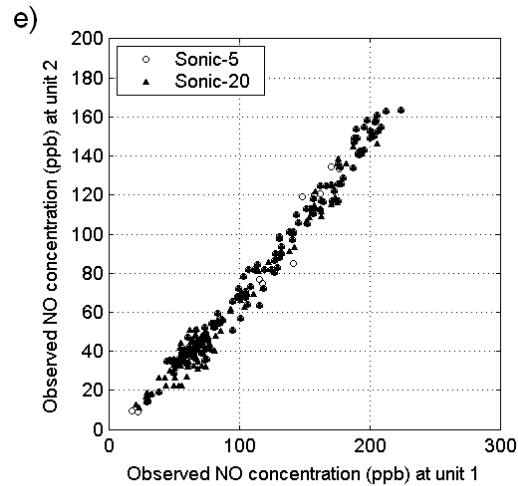 e)
Sonic-5
Sonic-20
200
180
160
140
120
100
80
60
40
20
0
Observed NO concentration (ppb) at unit 2
0 100 200 300
Observed NO concentration (ppb) at unit 1